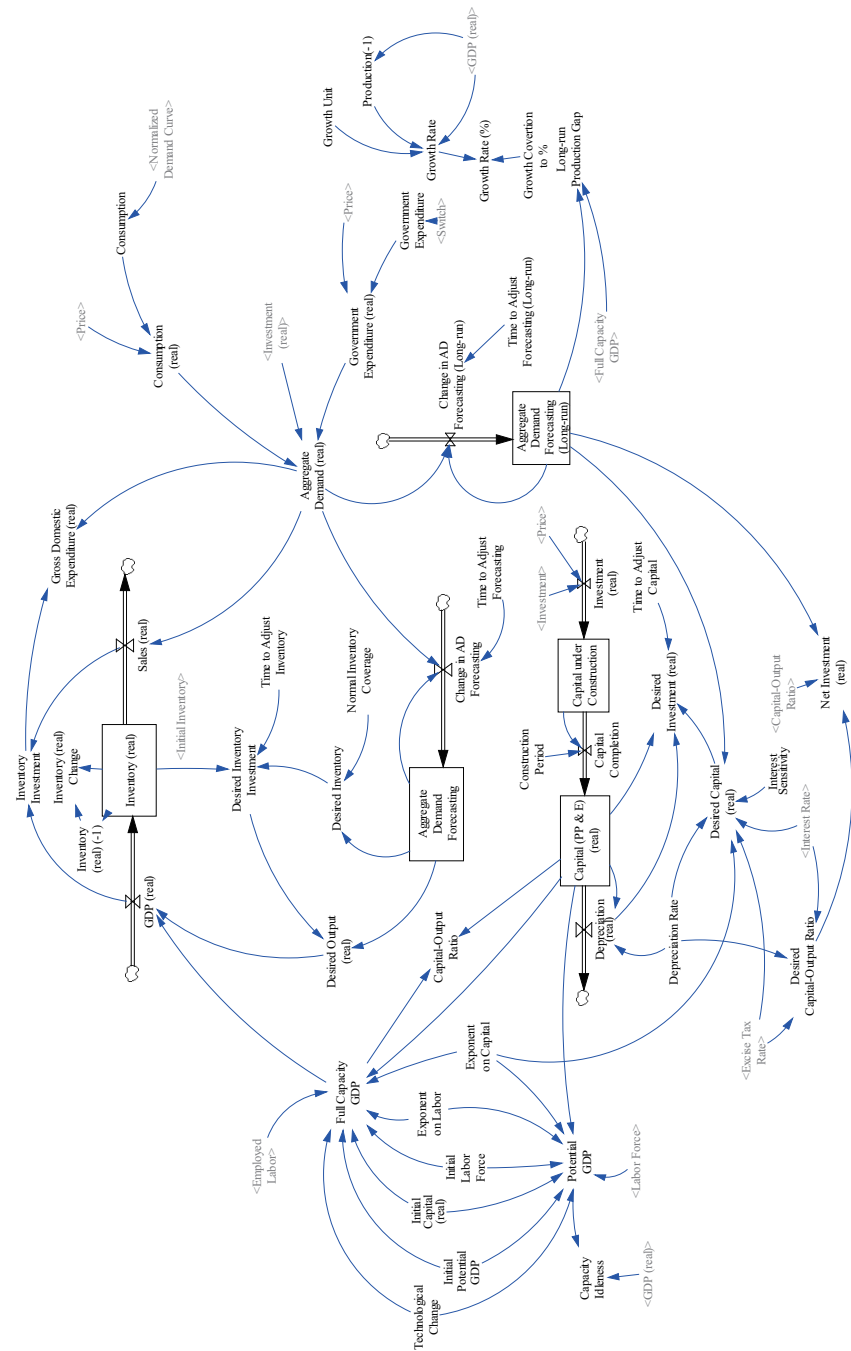 <Employed
Labor>
Full Capacity
GDP
GDP (real)
Inventory
(real) (-1)
Inventory
Investment
Inventory (real)
Change
Inventory (real)
<Initial Inventory>
Sales (real)
Gross Domestic
Expenditure (real)
<Price>
Consumption
(real)
Consumption
<Normalized
Demand Curve>
Desired Inventory
Investment
Time to Adjust
Inventory
Desired Output
(real)
Desired Inventory
Normal Inventory
Coverage
Aggregate
Demand (real)
<Investment
(real)>
Government
Expenditure (real)
<Price>
Government
Expenditure
<Switch>
Growth Unit
Production(-1)
<GDP (real)>
Growth Rate
Growth Rate (%)
Growth Covertion
to %
Long-run
Production Gap
Technological
Change
Initial
Potential
GDP
Initial
Capital
(real)
Initial
Labor
Force
Exponent
on Labor
Exponent
on Capital
Capital-Output
Ratio
Aggregate
Demand
Forecasting
Change in AD
Forecasting
Time to Adjust
Forecasting
Change in AD
Forecasting (Long-run)
Time to Adjust
Forecasting (Long-run)
Aggregate
Demand
Forecasting
(Long-run)
<Full Capacity
GDP>
Capacity
Idleness
<GDP (real)>
Potential
GDP
<Labor Force>
Depreciation
(real)
Capital (PP & E)
(real)
Construction
Period
Capital
Completion
Capital under
Construction
<Investment>
<Price>
Investment
(real)
Time to Adjust
Capital
Desired
Investment (real)
Depreciation Rate
Desired Capital
(real)
Interest
Sensitivity
<Interest Rate>
<Excise Tax
Rate>
Desired
Capital-Output Ratio
<Capital-Output
Ratio>
Net Investment
(real)